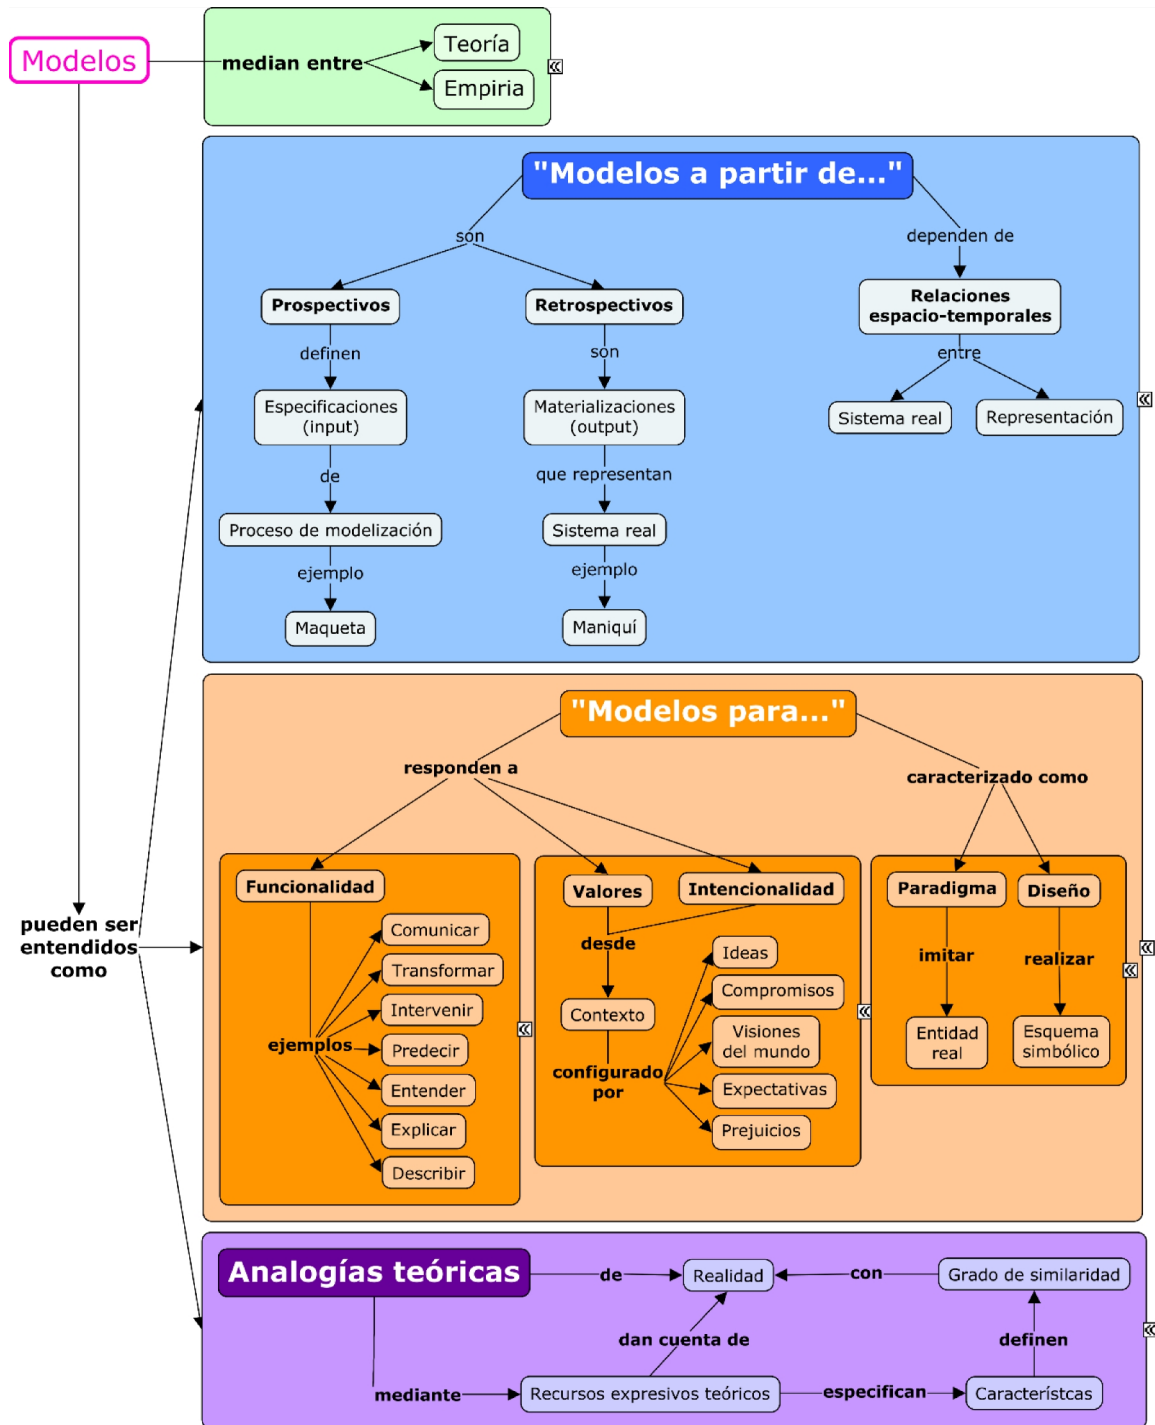 Modelos
median entre
Teoría
Empiria
"Modelos a partir de..."
son
dependen de
Prospectivos
Retrospectivos
Relaciones
espacio-temporales
definen
son
entre
Especificaciones
(input)
Materializaciones
(output)
Sistema real
Representación
de
que representan
Proceso de modelización
Sistema real
ejemplo
ejemplo
Maqueta
Maniquí
"Modelos para..."
responden a
caracterizado como
Funcionalidad
Valores
Intencionalidad
Paradigma
Diseño
pueden ser
entendidos
como
ejemplos
Comunicar
Transformar
Intervenir
Predecir
Entender
Explicar
Describir
desde
Contexto
configurado
por
Ideas
Compromisos
Visiones
del mundo
Expectativas
Prejuicios
imitar
realizar
Entidad
real
Esquema
simbólico
Analogías teóricas
de
Realidad
con
Grado de similaridad
dan cuenta de
definen
mediante
Recursos expresivos teóricos
especifican
Característcas